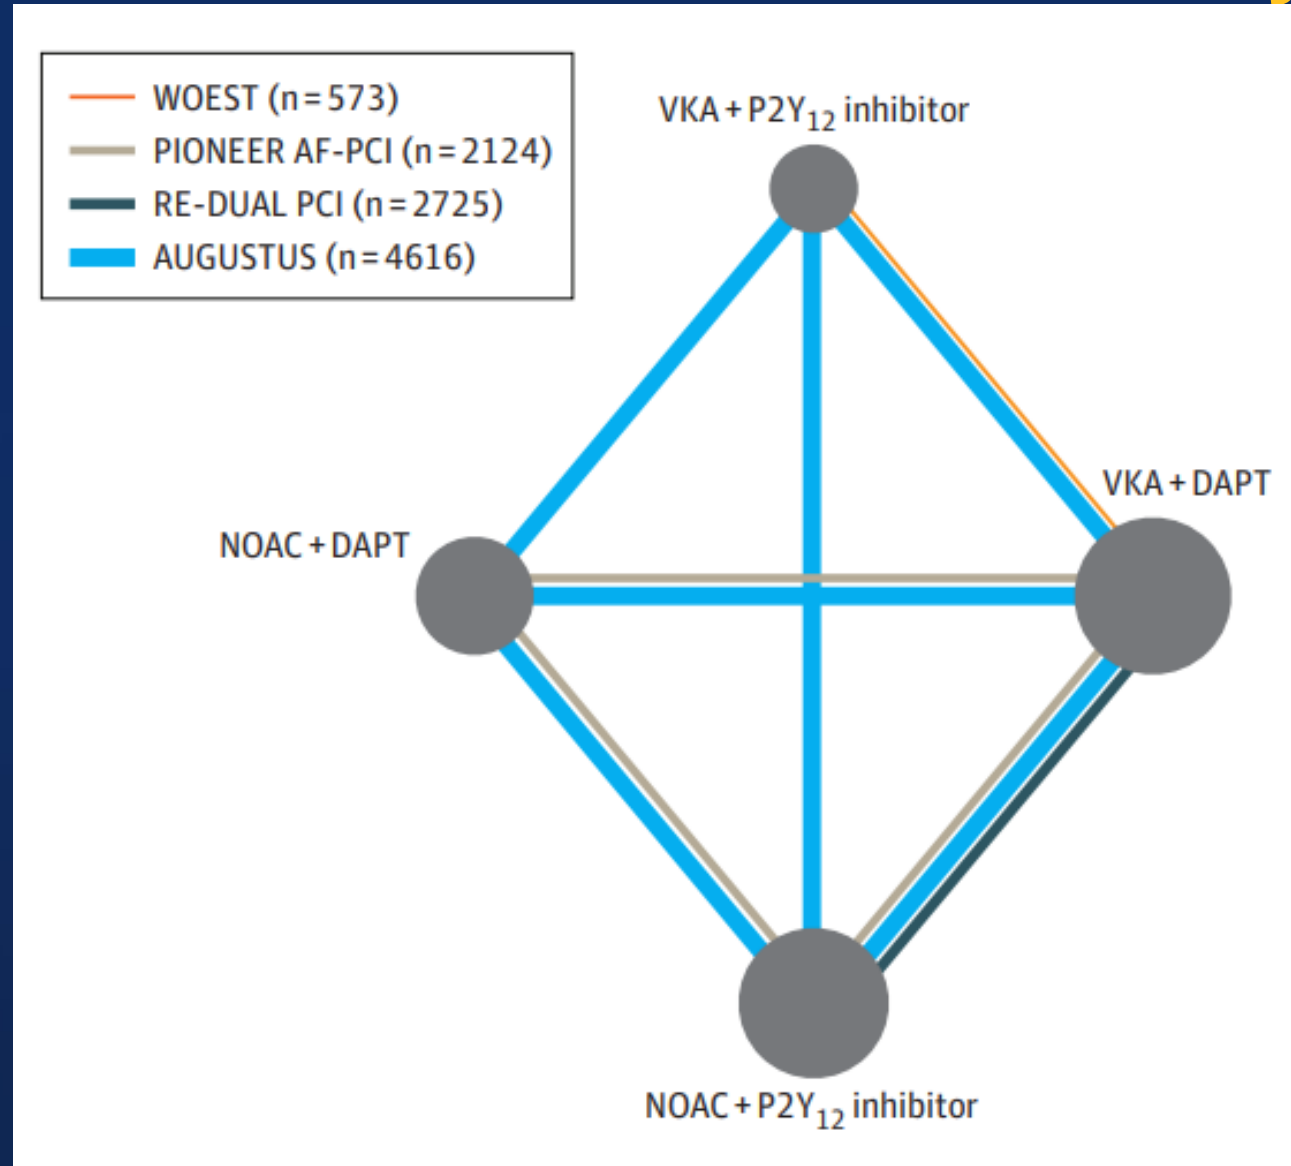 WOEST (n=573)
PIONEER AF-PCI (n=2124)
RE-DUAL PCI (n=2725)
AUGUSTUS (n=4616)
VKA + P2Y12 inhibitor
VKA + DAPT
NOAC + DAPT
NOAC + P2Y12 inhibitor